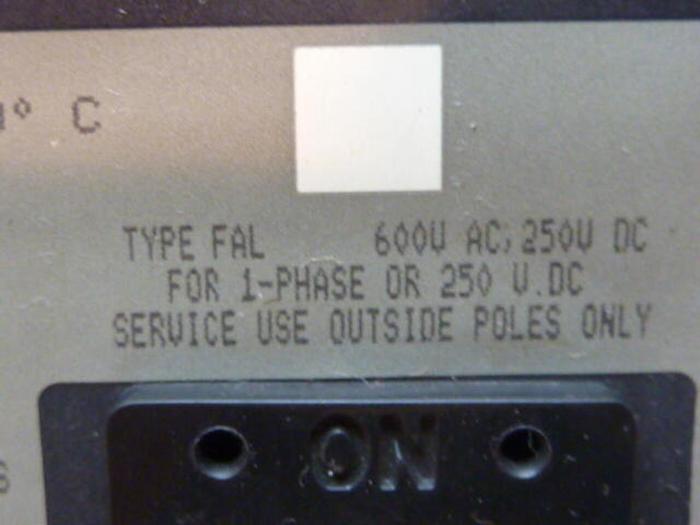 ° C
TYPE FAL 600V AC, 250V DC
FOR 1-PHASE OR 250 V.DC
SERVICE USE OUTSIDE POLES ONLY
ON